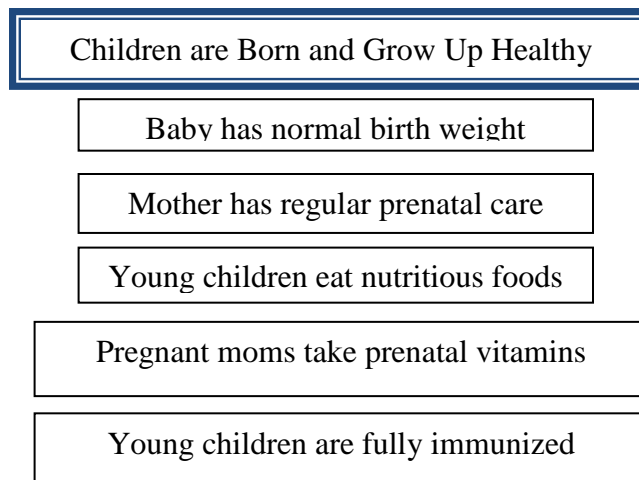 Children are Born and Grow Up Healthy
Baby has normal birth weight
Mother has regular prenatal care
Young children eat nutritious foods
Pregnant moms take prenatal vitamins
Young children are fully immunized